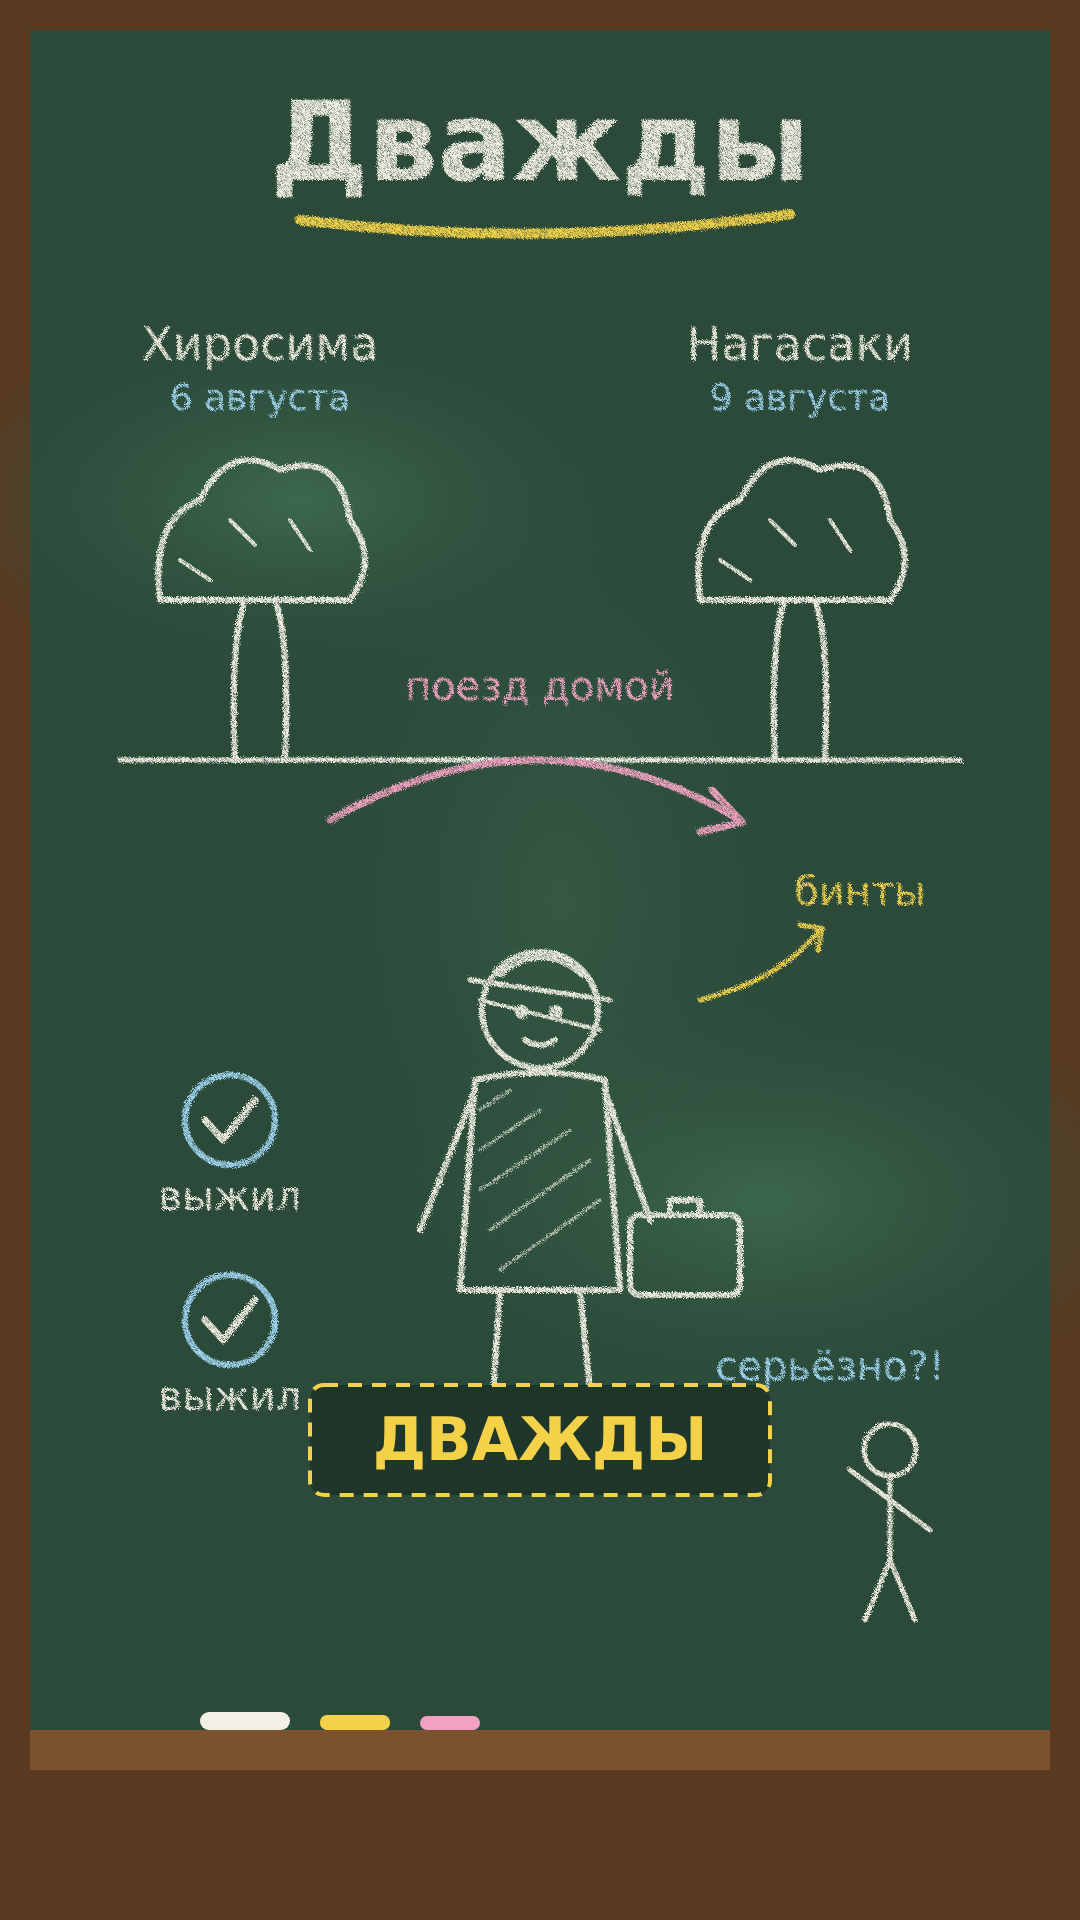 Дважды
Хиросима
6 августа
Нагасаки
9 августа
поезд домой
бинты
выжил
выжил
серьёзно?!
ДВАЖДЫ